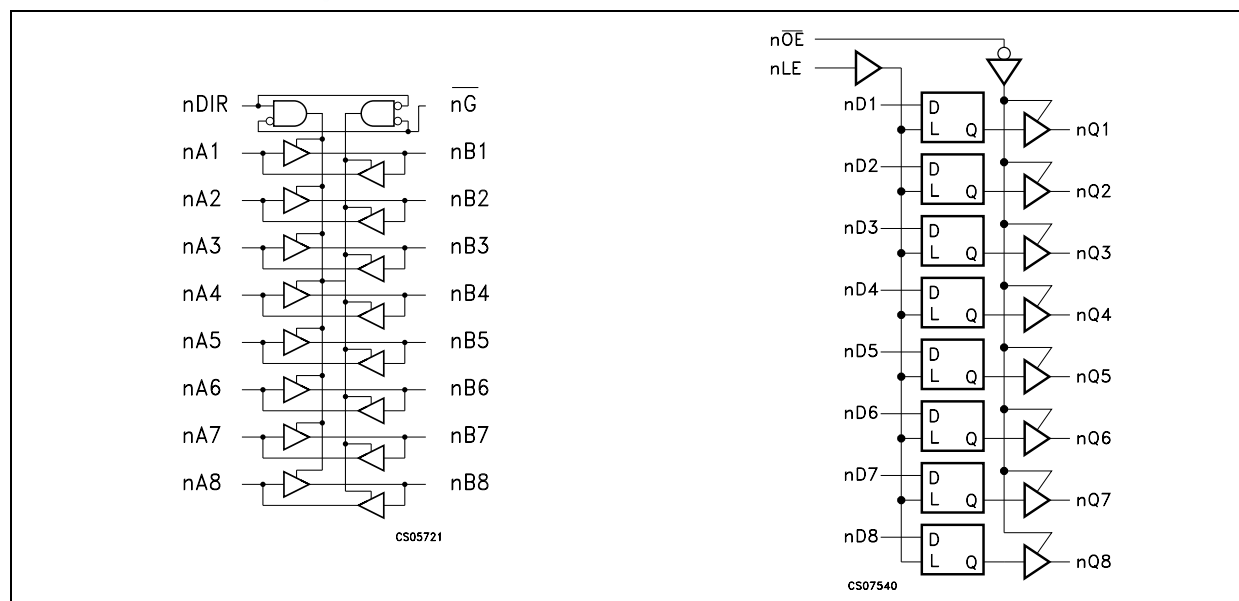 nDIR
nG̅
nA1
nB1
nA2
nB2
nA3
nB3
nA4
nB4
nA5
nB5
nA6
nB6
nA7
nB7
nA8
nB8
CS05721
nO̅E̅
nLE
nD1
D
L Q
nQ1
nD2
D
L Q
nQ2
nD3
D
L Q
nQ3
nD4
D
L Q
nQ4
nD5
D
L Q
nQ5
nD6
D
L Q
nQ6
nD7
D
L Q
nQ7
nD8
D
L Q
nQ8
CS07540